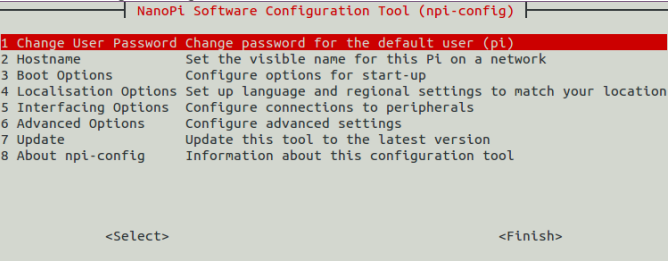 NanoPi Software Configuration Tool (npi-config)
1 Change User Password Change password for the default user (pi)
2 Hostname Set the visible name for this Pi on a network
3 Boot Options Configure options for start-up
4 Localisation Options Set up language and regional settings to match your location
5 Interfacing Options Configure connections to peripherals
6 Advanced Options Configure advanced settings
7 Update Update this tool to the latest version
8 About npi-config Information about this configuration tool
<Select> <Finish>